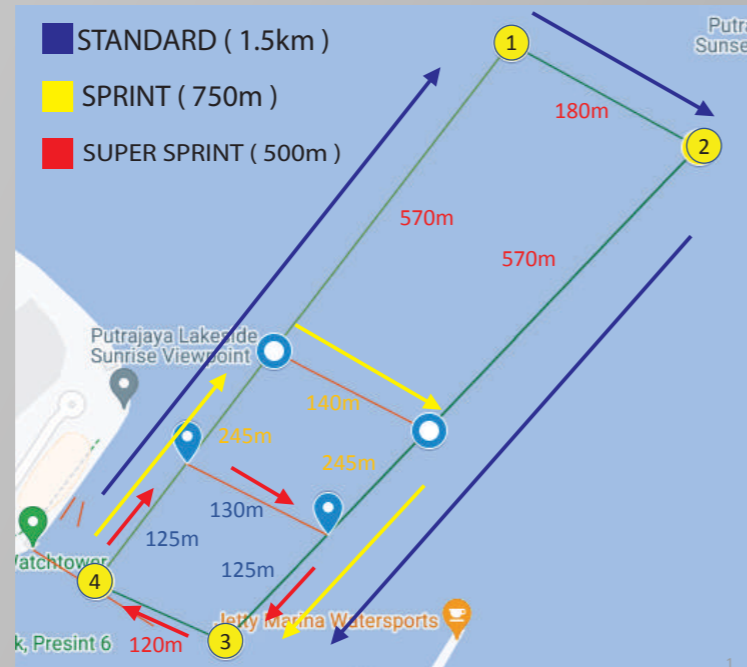 STANDARD ( 1.5km )
SPRINT ( 750m )
SUPER SPRINT ( 500m )
1
Putra
Sunse
180m
2
570m
570m
Putrajaya Lakeside
Sunrise Viewpoint
140m
245m
245m
130m
125m
125m
Watchtower
4
Jetty Marina Watersports
3
k, Presint 6
120m
1